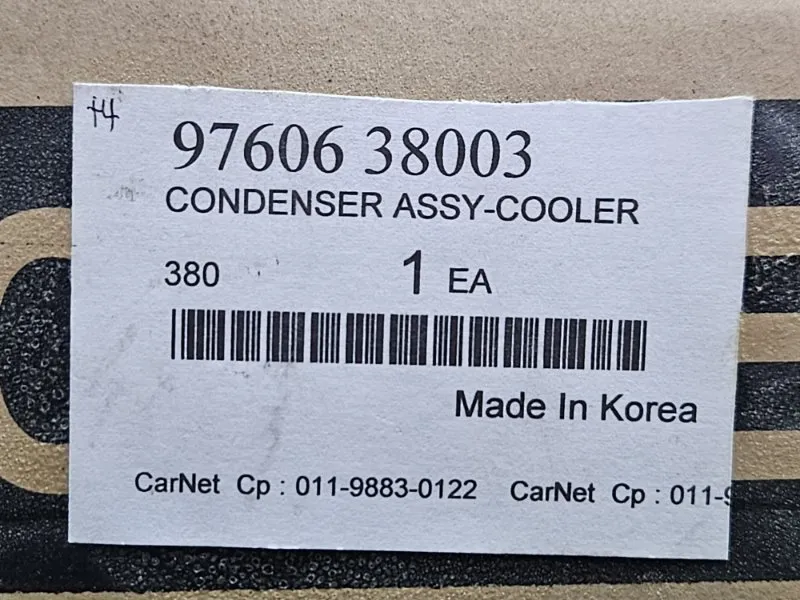 97606 38003
CONDENSER ASSY-COOLER
380 1 EA
Made In Korea
CarNet Cp : 011-9883-0122 CarNet Cp : 011-9